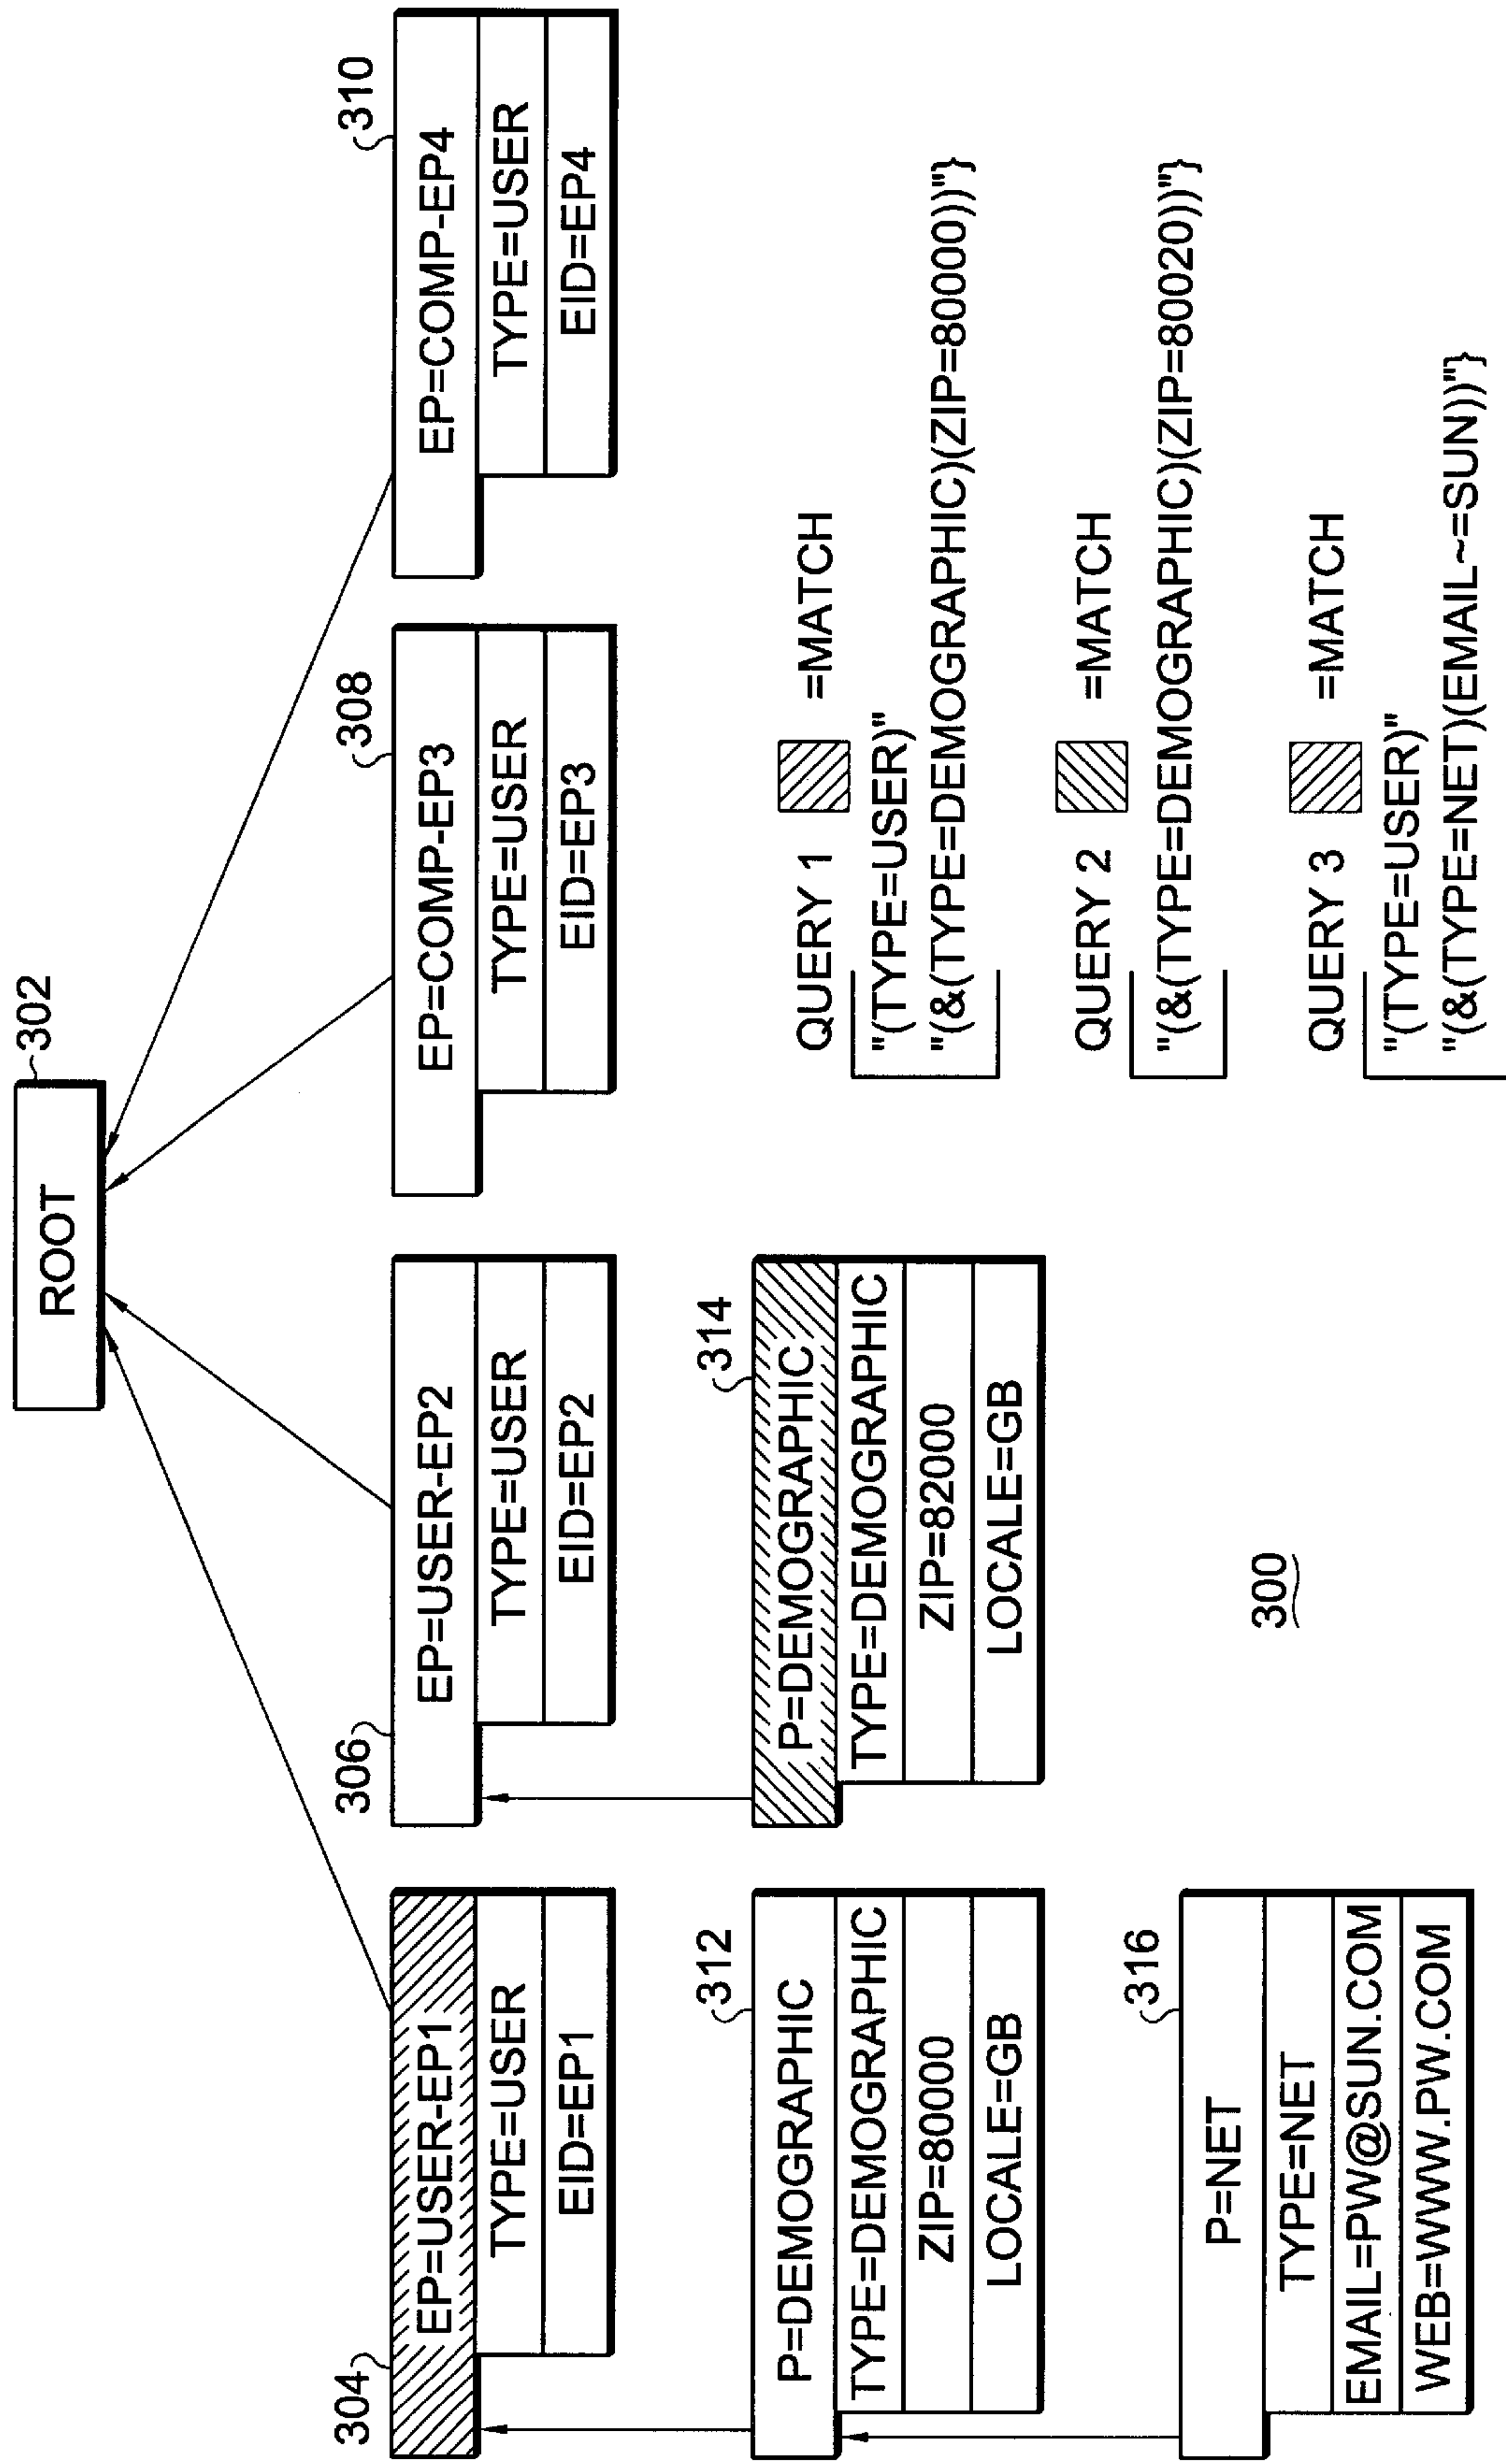 302
ROOT
304
EP=USER-EP1
TYPE=USER
EID=EP1
306
EP=USER-EP2
TYPE=USER
EID=EP2
308
EP=COMP-EP3
TYPE=USER
EID=EP3
310
EP=COMP-EP4
TYPE=USER
EID=EP4
312
P=DEMOGRAPHIC
TYPE=DEMOGRAPHIC
ZIP=80000
LOCALE=GB
314
P=DEMOGRAPHIC
TYPE=DEMOGRAPHIC
ZIP=82000
LOCALE=GB
316
P=NET
TYPE=NET
EMAIL=PW@SUN.COM
WEB=WWW.PW.COM
300
QUERY 1 =MATCH
"(TYPE=USER)"
"(&(TYPE=DEMOGRAPHIC)(ZIP=80000))"}
QUERY 2 =MATCH
"(&(TYPE=DEMOGRAPHIC)(ZIP=80020))"}
QUERY 3 =MATCH
"(TYPE=USER)"
"(&(TYPE=NET)(EMAIL~=SUN))"}